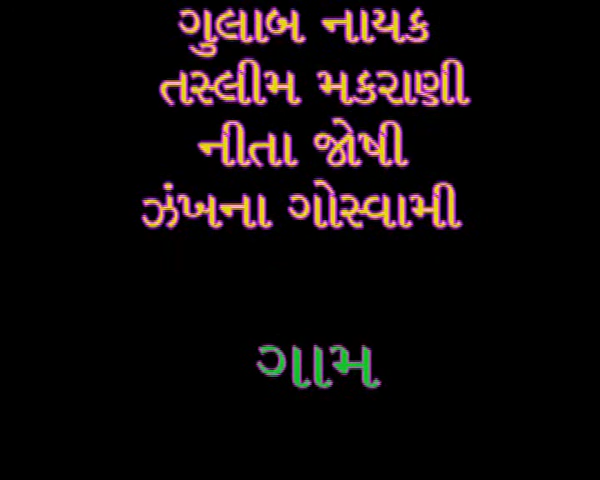 ગુલાબ નાયક
તસ્લીમ મકરાણી
નીતા જોષી
ઝંખના ગોસ્વામી
ગામ